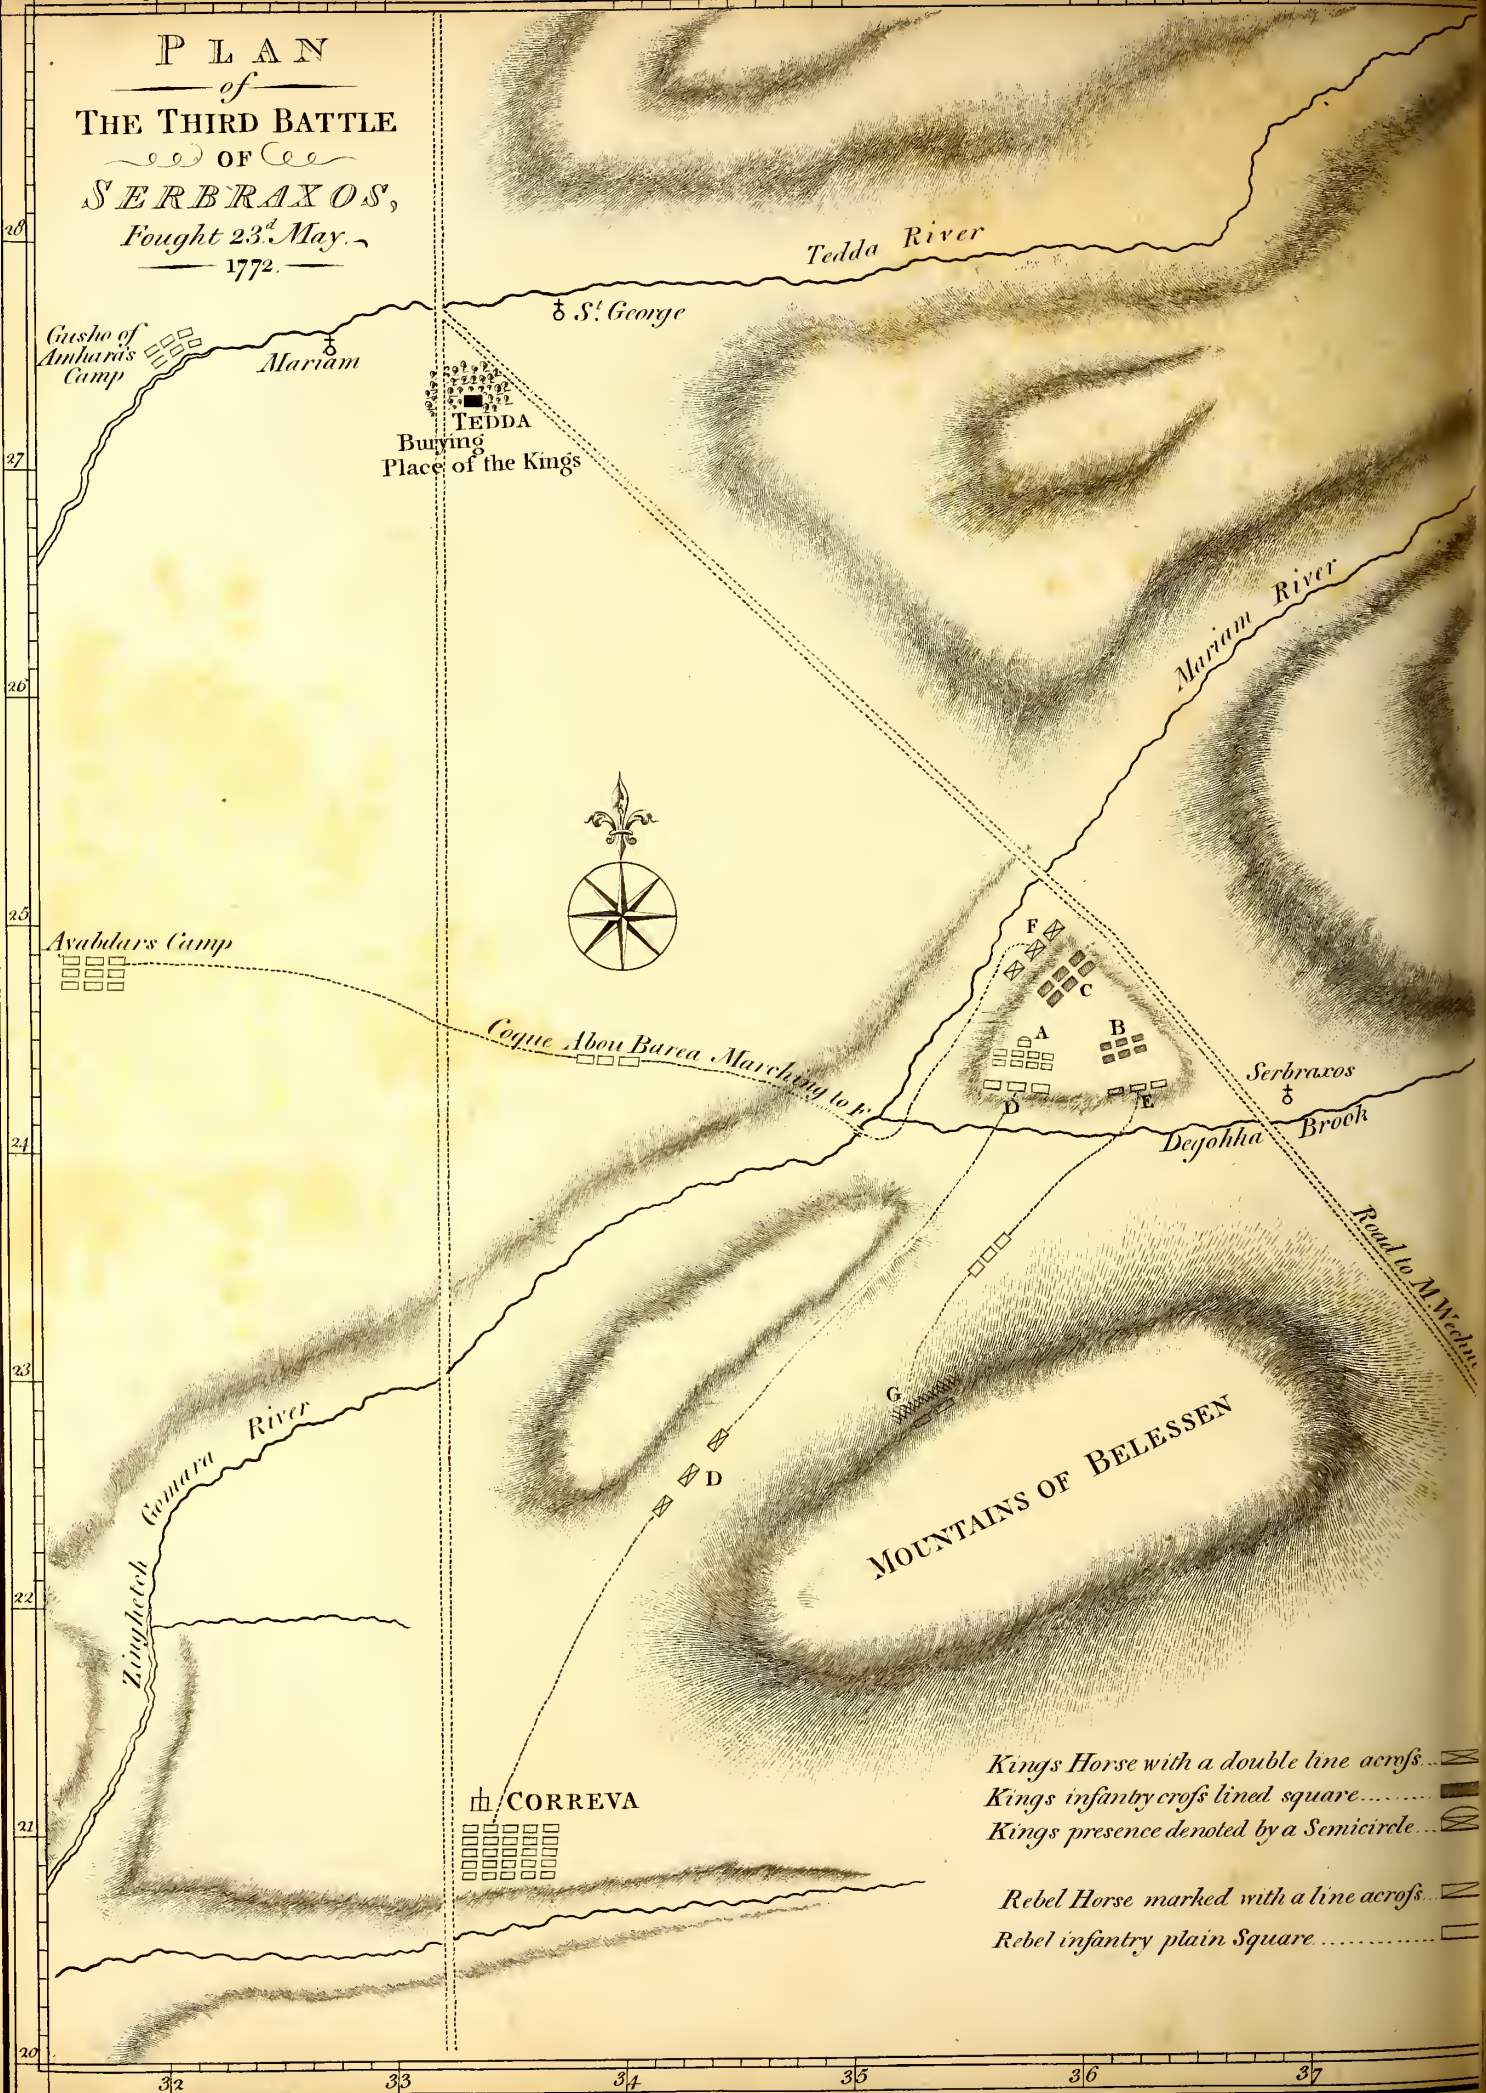 PLAN
of
THE THIRD BATTLE
OF
SERBRAXOS,
Fought 23.d May.
1772.
Tedda River
St. George
Gusho of
Amhara's
Camp
Mariam
TEDDA
Burying
Place of the Kings
Mariam River
Ayabdars Camp
Coque Abou Barea Marching to F
F
C
A
B
D
E
Serbraxos
Degohha Brook
Road to M. Wechn
G
D
MOUNTAINS OF BELESSEN
Gomara River
Zinghetch
CORREVA
Kings Horse with a double line acroſs
Kings infantry croſs lined square
Kings presence denoted by a Semicircle
Rebel Horse marked with a line acroſs
Rebel infantry plain Square
28
27
26
25
24
23
22
21
20
32 33 34 35 36 37